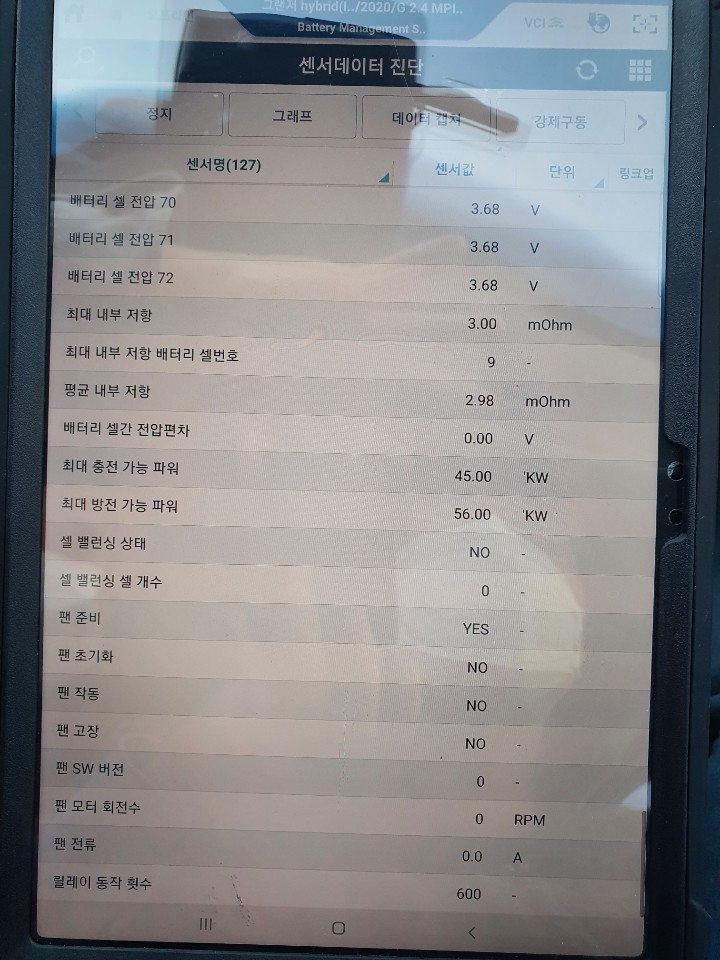 그랜저 hybrid(I../2020/G 2.4 MPI..
Battery Management S..
VCI
센서데이터 진단
정지 그래프 데이터 캡처 강제구동
센서명(127) 센서값 단위 링크업
배터리 셀 전압 70 3.68 V
배터리 셀 전압 71 3.68 V
배터리 셀 전압 72 3.68 V
최대 내부 저항 3.00 mOhm
최대 내부 저항 배터리 셀번호 9 -
평균 내부 저항 2.98 mOhm
배터리 셀간 전압편차 0.00 V
최대 충전 가능 파워 45.00 'KW
최대 방전 가능 파워 56.00 'KW
셀 밸런싱 상태 NO -
셀 밸런싱 셀 개수 0 -
팬 준비 YES -
팬 초기화 NO -
팬 작동 NO -
팬 고장 NO -
팬 SW 버전 0 -
팬 모터 회전수 0 RPM
팬 전류 0.0 A
릴레이 동작 횟수 600 -